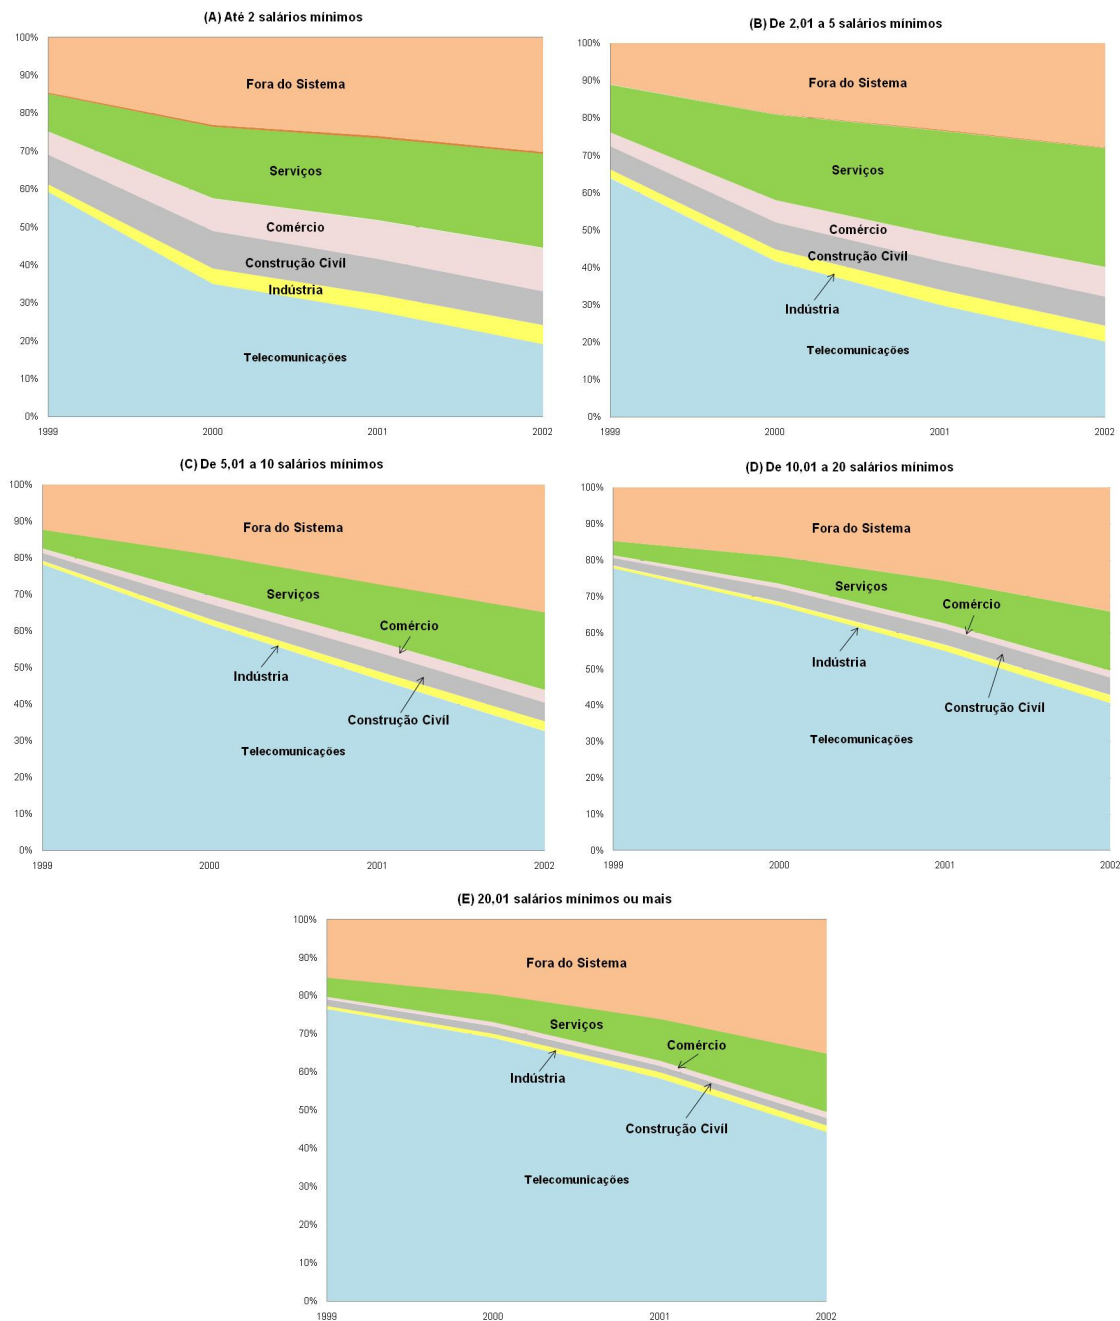 (A) Até 2 salários mínimos
100%
90%
80%
70%
60%
50%
40%
30%
20%
10%
0%
Fora do Sistema
Serviços
Comércio
Construção Civíl
Indústria
Telecomunicações
1999 2000 2001 2002
(B) De 2,01 a 5 salários mínimos
100%
90%
80%
70%
60%
50%
40%
30%
20%
10%
0%
Fora do Sistema
Serviços
Comércio
Construção Civíl
Indústria
Telecomunicações
1999 2000 2001 2002
(C) De 5,01 a 10 salários mínimos
100%
90%
80%
70%
60%
50%
40%
30%
20%
10%
0%
Fora do Sistema
Serviços
Comércio
Indústria
Construção Civíl
Telecomunicações
1999 2000 2001 2002
(D) De 10,01 a 20 salários mínimos
100%
90%
80%
70%
60%
50%
40%
30%
20%
10%
0%
Fora do Sistema
Serviços
Comércio
Indústria
Construção Civíl
Telecomunicações
1999 2000 2001 2002
(E) 20,01 salários mínimos ou mais
100%
90%
80%
70%
60%
50%
40%
30%
20%
10%
0%
Fora do Sistema
Serviços
Comércio
Indústria
Construção Civíl
Telecomunicações
1999 2000 2001 2002